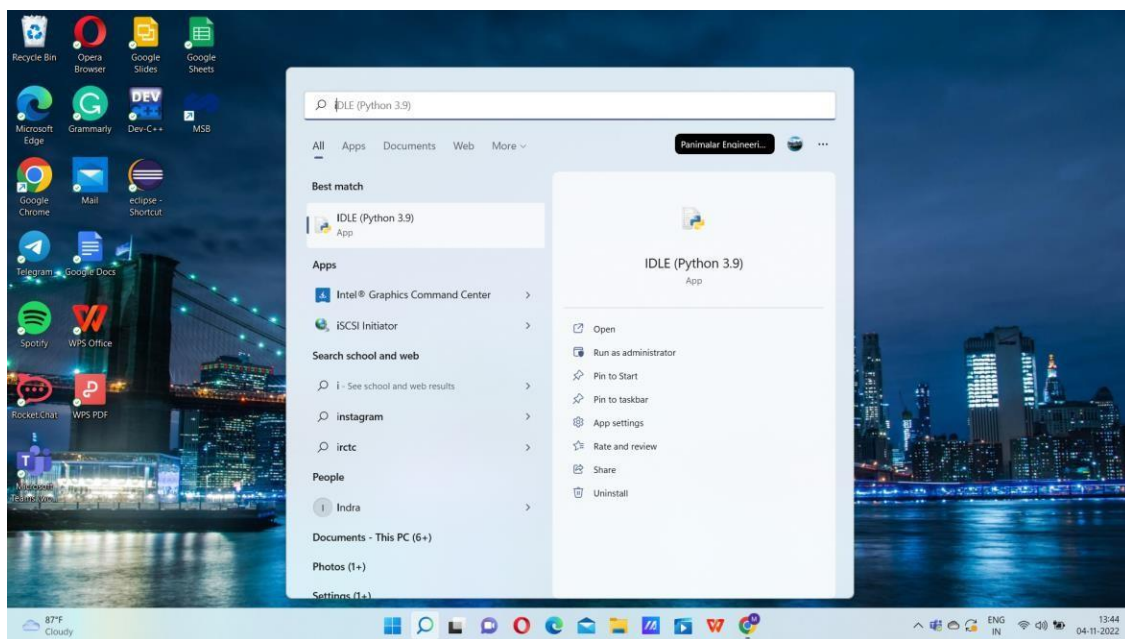 Recycle Bin
Opera
Browser
Google
Slides
Google
Sheets
Microsoft
Edge
Grammarly
DEV
C++
Dev-C++
MSB
Google
Chrome
Mail
eclipse -
Shortcut
Telegram
Google Docs
Spotify
WPS Office
Rocket.Chat
WPS PDF
Microsoft
IDLE (Python 3.9)
All Apps Documents Web More
Panimalar Engineeri... ...
Best match
IDLE (Python 3.9)
App
Apps
Intel® Graphics Command Center
iSCSI Initiator
Search school and web
i - See school and web results
instagram
irctc
People
I Indra
Documents - This PC (6+)
Photos (1+)
Settings (1+)
IDLE (Python 3.9)
App
Open
Run as administrator
Pin to Start
Pin to taskbar
App settings
Rate and review
Share
Uninstall
87°F
Cloudy
ENG
IN
13:44
04-11-2022